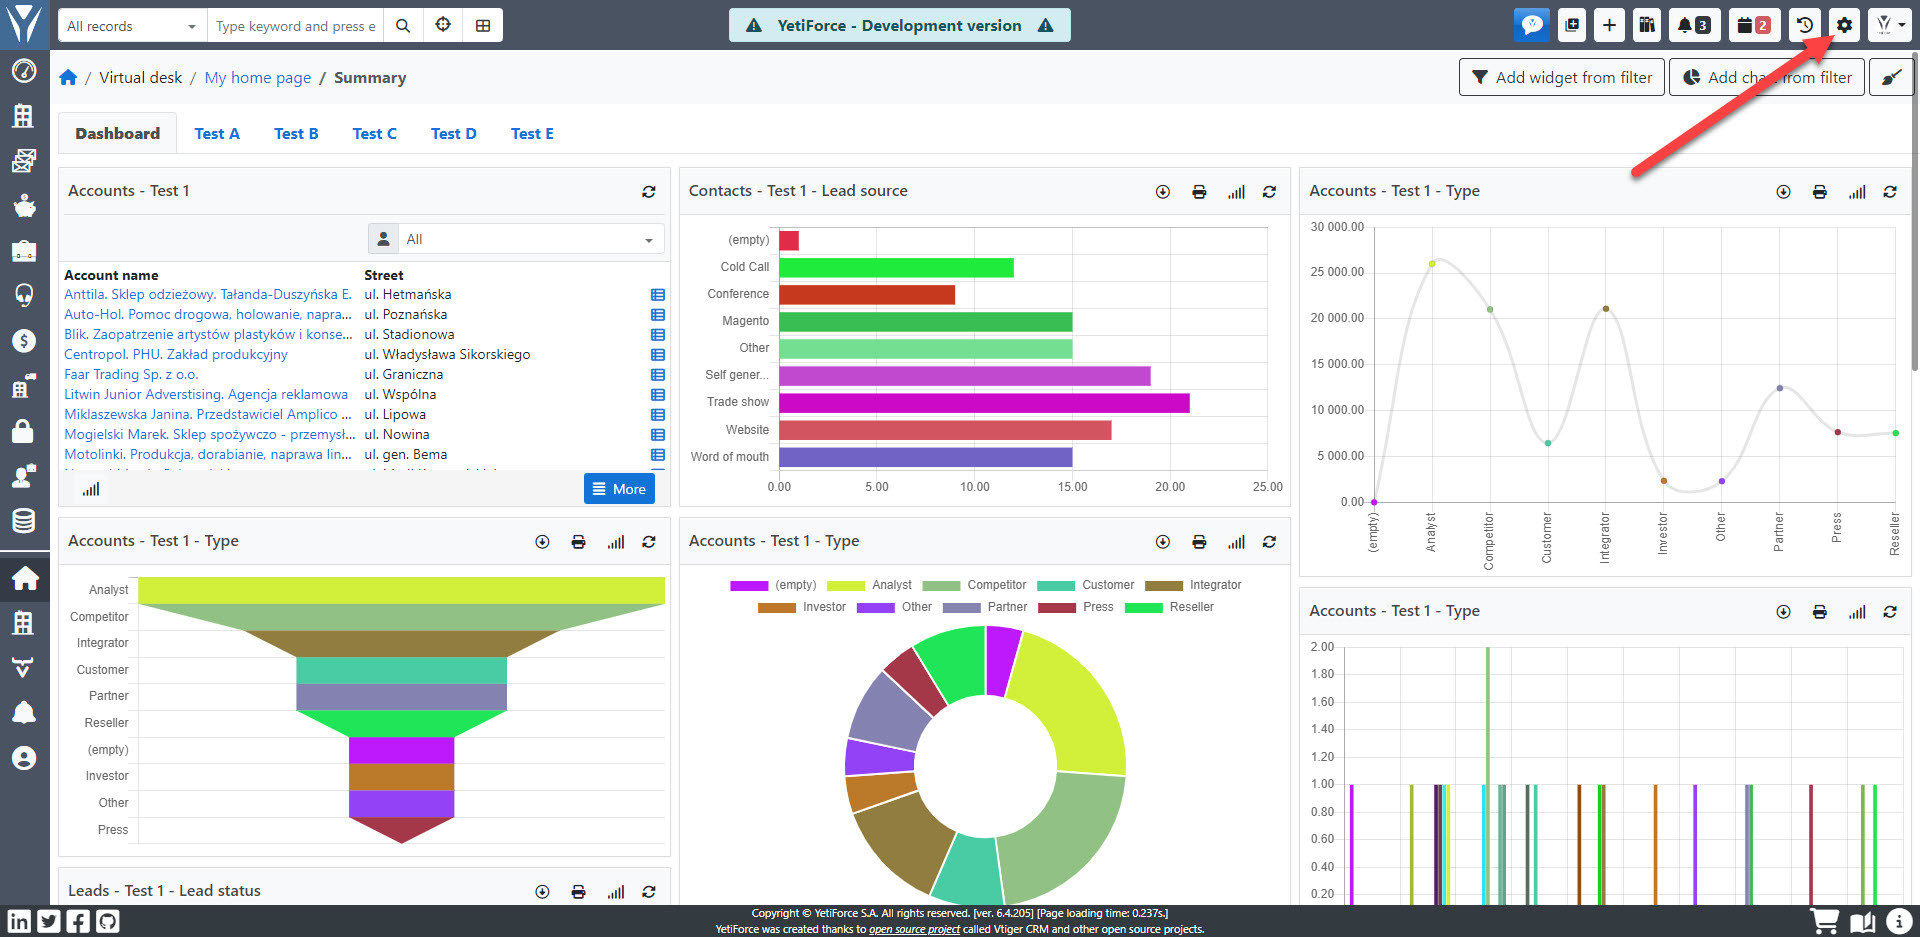 All records
Type keyword and press e
YetiForce - Development version
3
2
/ Virtual desk / My home page / Summary
Add widget from filter
Add cha from filter
Dashboard
Test A
Test B
Test C
Test D
Test E
Accounts - Test 1
All
Account name Street
Anttila. Sklep odzieżowy. Tałanda-Duszyńska E. ul. Hetmańska
Auto-Hol. Pomoc drogowa, holowanie, napra... ul. Poznańska
Blik. Zaopatrzenie artystów plastyków i konse... ul. Stadionowa
Centropol. PHU. Zakład produkcyjny ul. Władysława Sikorskiego
Faar Trading Sp. z o.o. ul. Graniczna
Litwin Junior Adverstising. Agencja reklamowa ul. Wspólna
Miklaszewska Janina. Przedstawiciel Amplico ... ul. Lipowa
Mogielski Marek. Sklep spożywczo - przemysł... ul. Nowina
Motolinki. Produkcja, dorabianie, naprawa lin... ul. gen. Bema
More
Contacts - Test 1 - Lead source
(empty)
Cold Call
Conference
Magento
Other
Self gener...
Trade show
Website
Word of mouth
0.00 5.00 10.00 15.00 20.00 25.00
Accounts - Test 1 - Type
30 000.00
25 000.00
20 000.00
15 000.00
10 000.00
5 000.00
0.00
(empty) Analyst Competitor Customer Integrator Investor Other Partner Press Reseller
Accounts - Test 1 - Type
Analyst
Competitor
Integrator
Customer
Partner
Reseller
(empty)
Investor
Other
Press
Accounts - Test 1 - Type
(empty) Analyst Competitor Customer Integrator
Investor Other Partner Press Reseller
Accounts - Test 1 - Type
2.00
1.80
1.60
1.40
1.20
1.00
0.80
0.60
0.40
0.20
Leads - Test 1 - Lead status
Copyright © YetiForce S.A. All rights reserved. [ver. 6.4.205] [Page loading time: 0.237s.]
YetiForce was created thanks to open source project called Vtiger CRM and other open source projects.